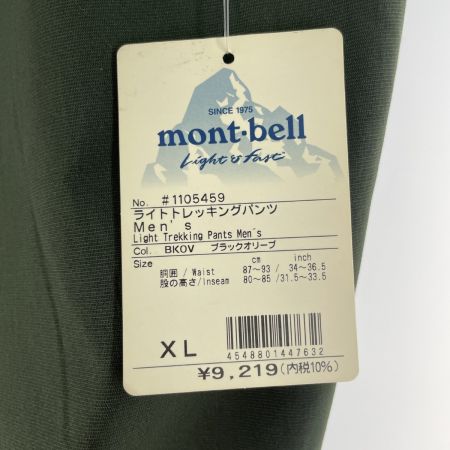 SINCE 1975
mont-bell
Light & Fast™
No. #1105459
ライトトレッキングパンツ
Men's
Light Trekking Pants Men's
Col. BKOV ブラックオリーブ
Size cm inch
胴囲 / Waist 87~93 / 34~36.5
股の高さ/Inseam 80~85 /31.5~33.5
XL
4548801447632
¥9,219(内税10%)